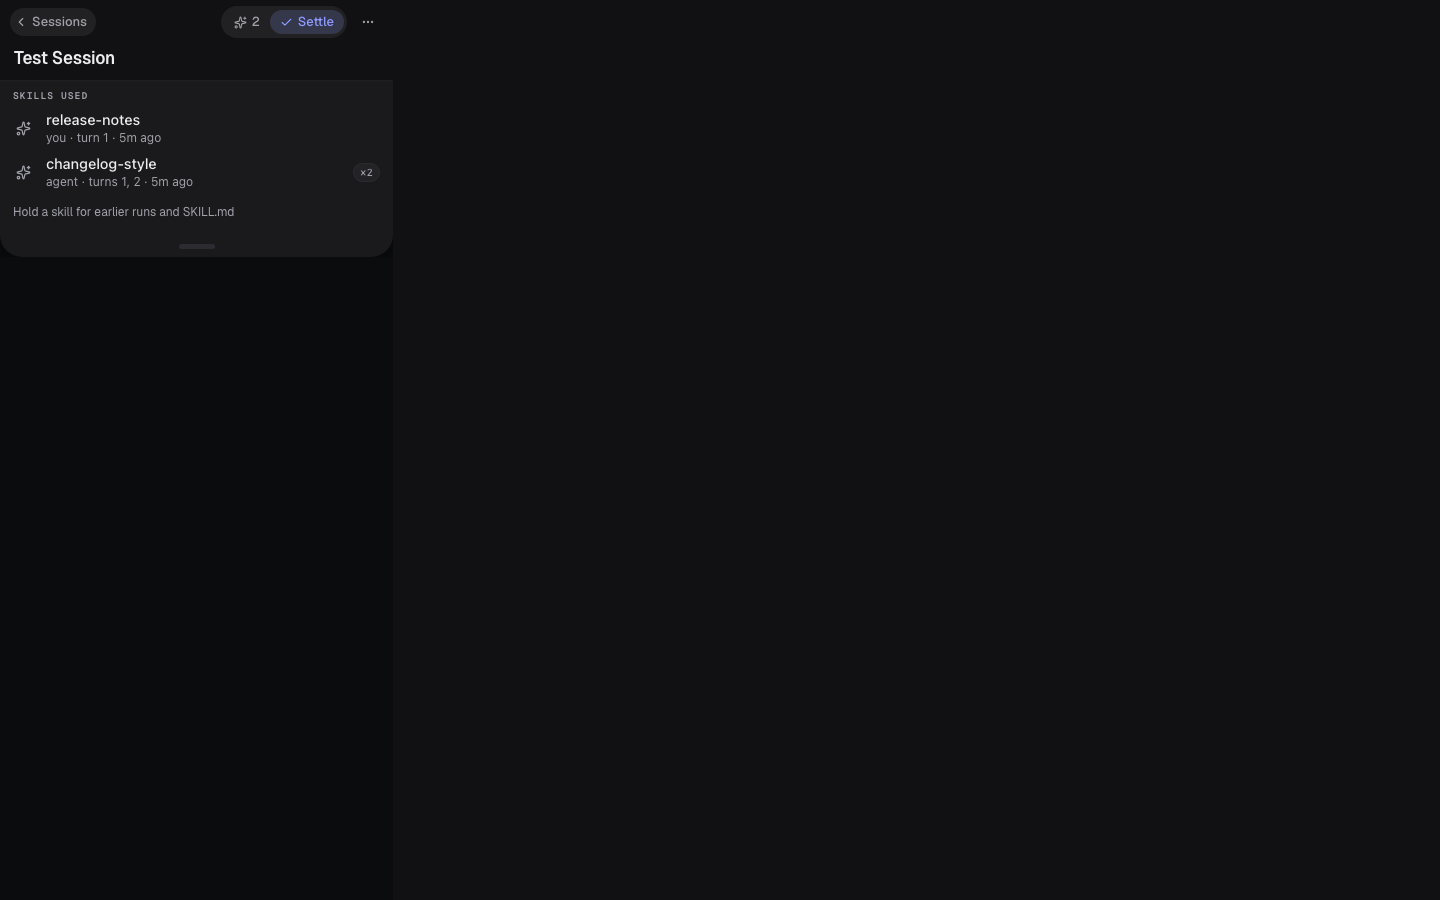 Sessions
2
Settle
Test Session
SKILLS USED
release-notes
you · turn 1 · 5m ago
changelog-style
agent · turns 1, 2 · 5m ago
×2
Hold a skill for earlier runs and SKILL.md